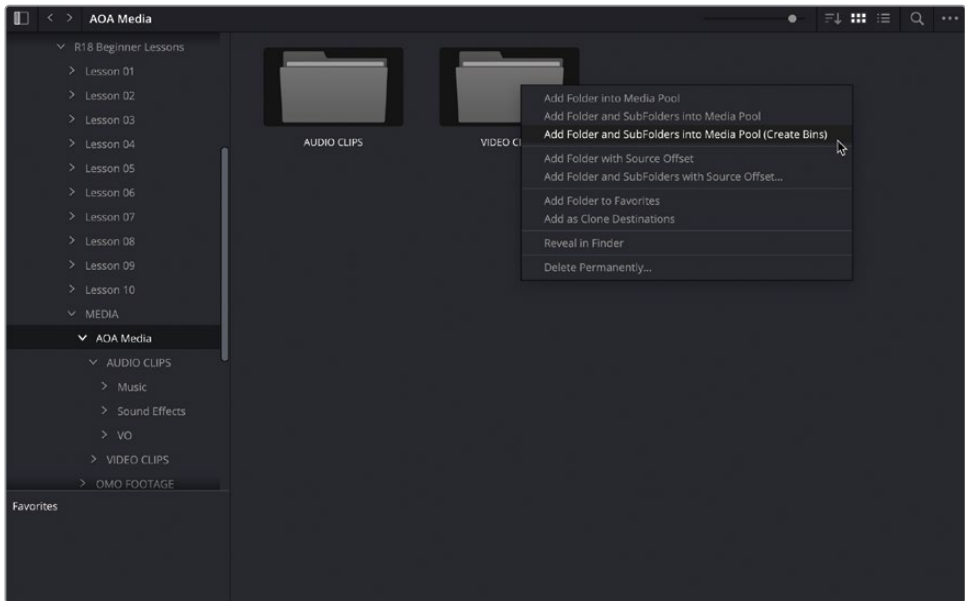 AOA Media
R18 Beginner Lessons
Lesson 01
Lesson 02
Lesson 03
Lesson 04
Lesson 05
Lesson 06
Lesson 07
Lesson 08
Lesson 09
Lesson 10
MEDIA
AOA Media
AUDIO CLIPS
Music
Sound Effects
VO
VIDEO CLIPS
OMO FOOTAGE
Favorites
AUDIO CLIPS
VIDEO CL
Add Folder into Media Pool
Add Folder and SubFolders into Media Pool
Add Folder and SubFolders into Media Pool (Create Bins)
Add Folder with Source Offset
Add Folder and SubFolders with Source Offset...
Add Folder to Favorites
Add as Clone Destinations
Reveal in Finder
Delete Permanently...